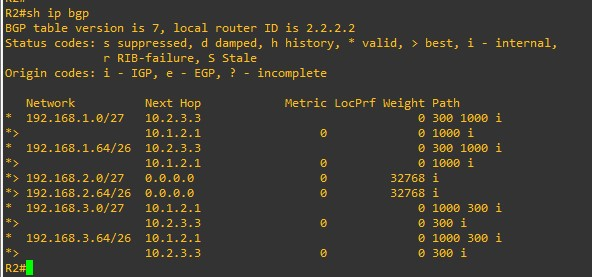 R2#sh ip bgp
BGP table version is 7, local router ID is 2.2.2.2
Status codes: s suppressed, d damped, h history, * valid, > best, i - internal,
              r RIB-failure, S Stale
Origin codes: i - IGP, e - EGP, ? - incomplete

   Network          Next Hop            Metric LocPrf Weight Path
*  192.168.1.0/27   10.2.3.3                               0 300 1000 i
*>                  10.1.2.1                 0             0 1000 i
*  192.168.1.64/26  10.2.3.3                               0 300 1000 i
*>                  10.1.2.1                 0             0 1000 i
*> 192.168.2.0/27   0.0.0.0                  0         32768 i
*> 192.168.2.64/26  0.0.0.0                  0         32768 i
*  192.168.3.0/27   10.1.2.1                               0 1000 300 i
*>                  10.2.3.3                 0             0 300 i
*  192.168.3.64/26  10.1.2.1                               0 1000 300 i
*>                  10.2.3.3                 0             0 300 i
R2#